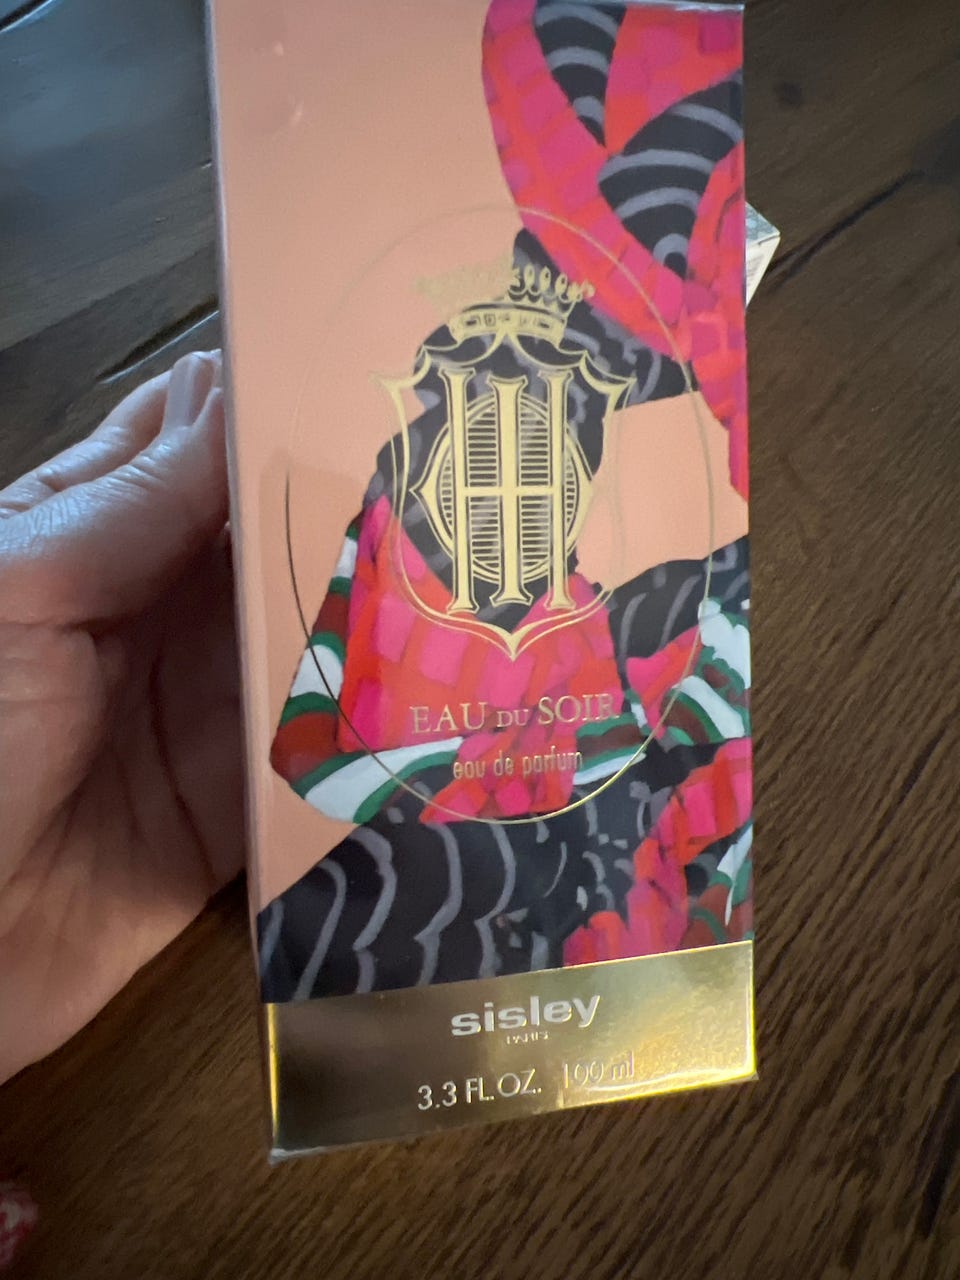 EAU DU SOIR
eau de parfum
sisley
PARIS
3.3 FL.OZ. 100 ml